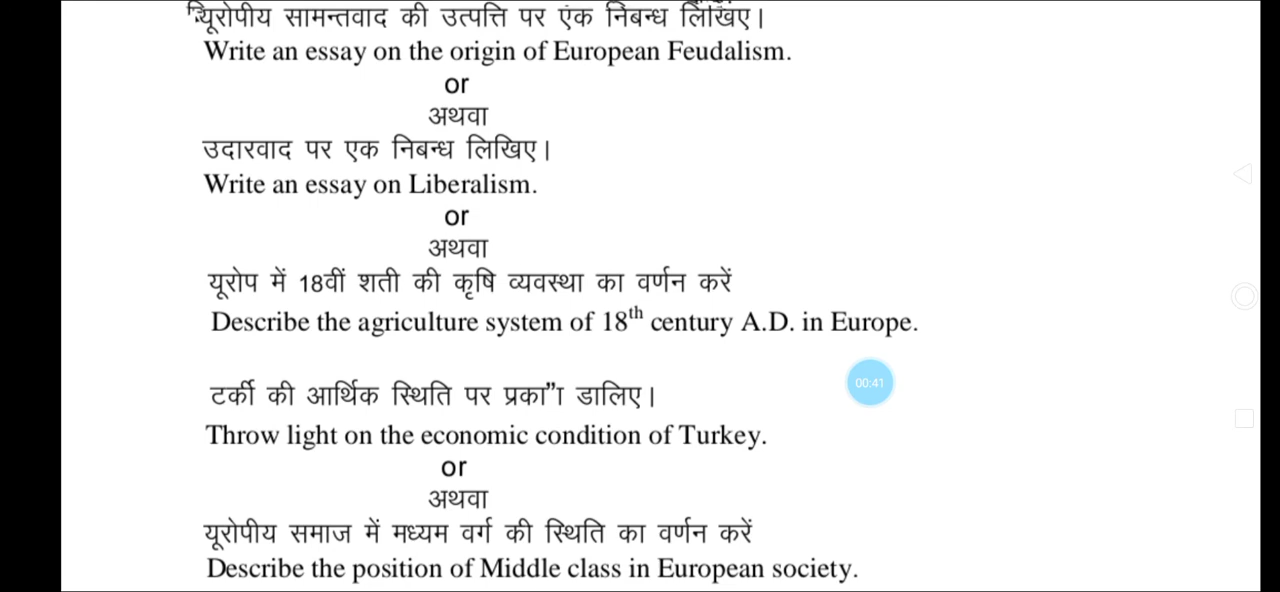 यूरोपीय सामन्तवाद की उत्पत्ति पर एक निबन्ध लिखिए।
Write an essay on the origin of European Feudalism.
or
अथवा
उदारवाद पर एक निबन्ध लिखिए।
Write an essay on Liberalism.
or
अथवा
यूरोप में 18वीं शती की कृषि व्यवस्था का वर्णन करें
Describe the agriculture system of 18th century A.D. in Europe.
00:41
टर्की की आर्थिक स्थिति पर प्रका”ा डालिए।
Throw light on the economic condition of Turkey.
or
अथवा
यूरोपीय समाज में मध्यम वर्ग की स्थिति का वर्णन करें
Describe the position of Middle class in European society.